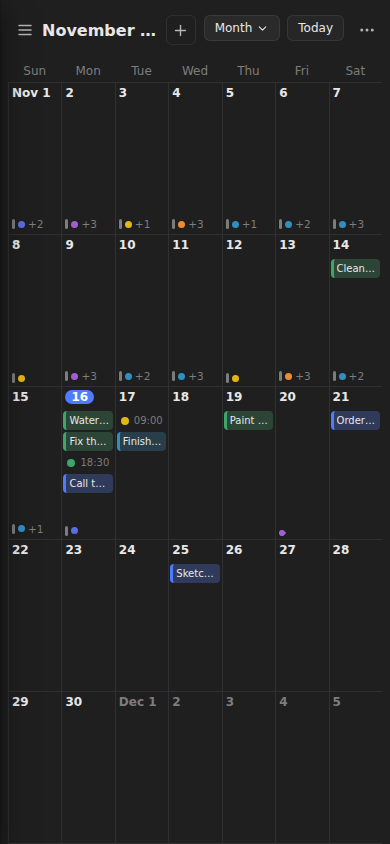 November ...
Month
Today
Sun Mon Tue Wed Thu Fri Sat
Nov 1 2 3 4 5 6 7
+2 +3 +1 +3 +1 +2 +3
8 9 10 11 12 13 14
Clean...
+3 +2 +3 +3 +2
15 16 17 18 19 20 21
Water... 09:00 Paint ... Order...
Fix th... Finish...
18:30
Call t...
+1
22 23 24 25 26 27 28
Sketc...
29 30 Dec 1 2 3 4 5